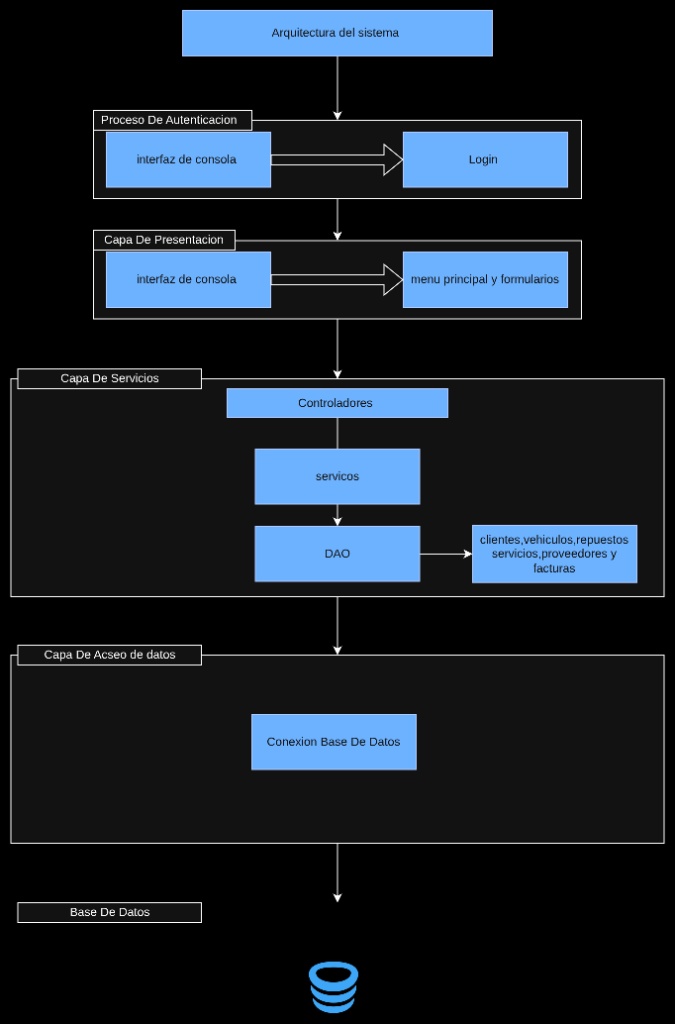 Arquitectura del sistema
Proceso De Autenticacion
interfaz de consola
Login
Capa De Presentacion
interfaz de consola
menu principal y formularios
Capa De Servicios
Controladores
servicos
DAO
clientes,vehiculos,repuestos
servicios,proveedores y
facturas
Capa De Acseo de datos
Conexion Base De Datos
Base De Datos